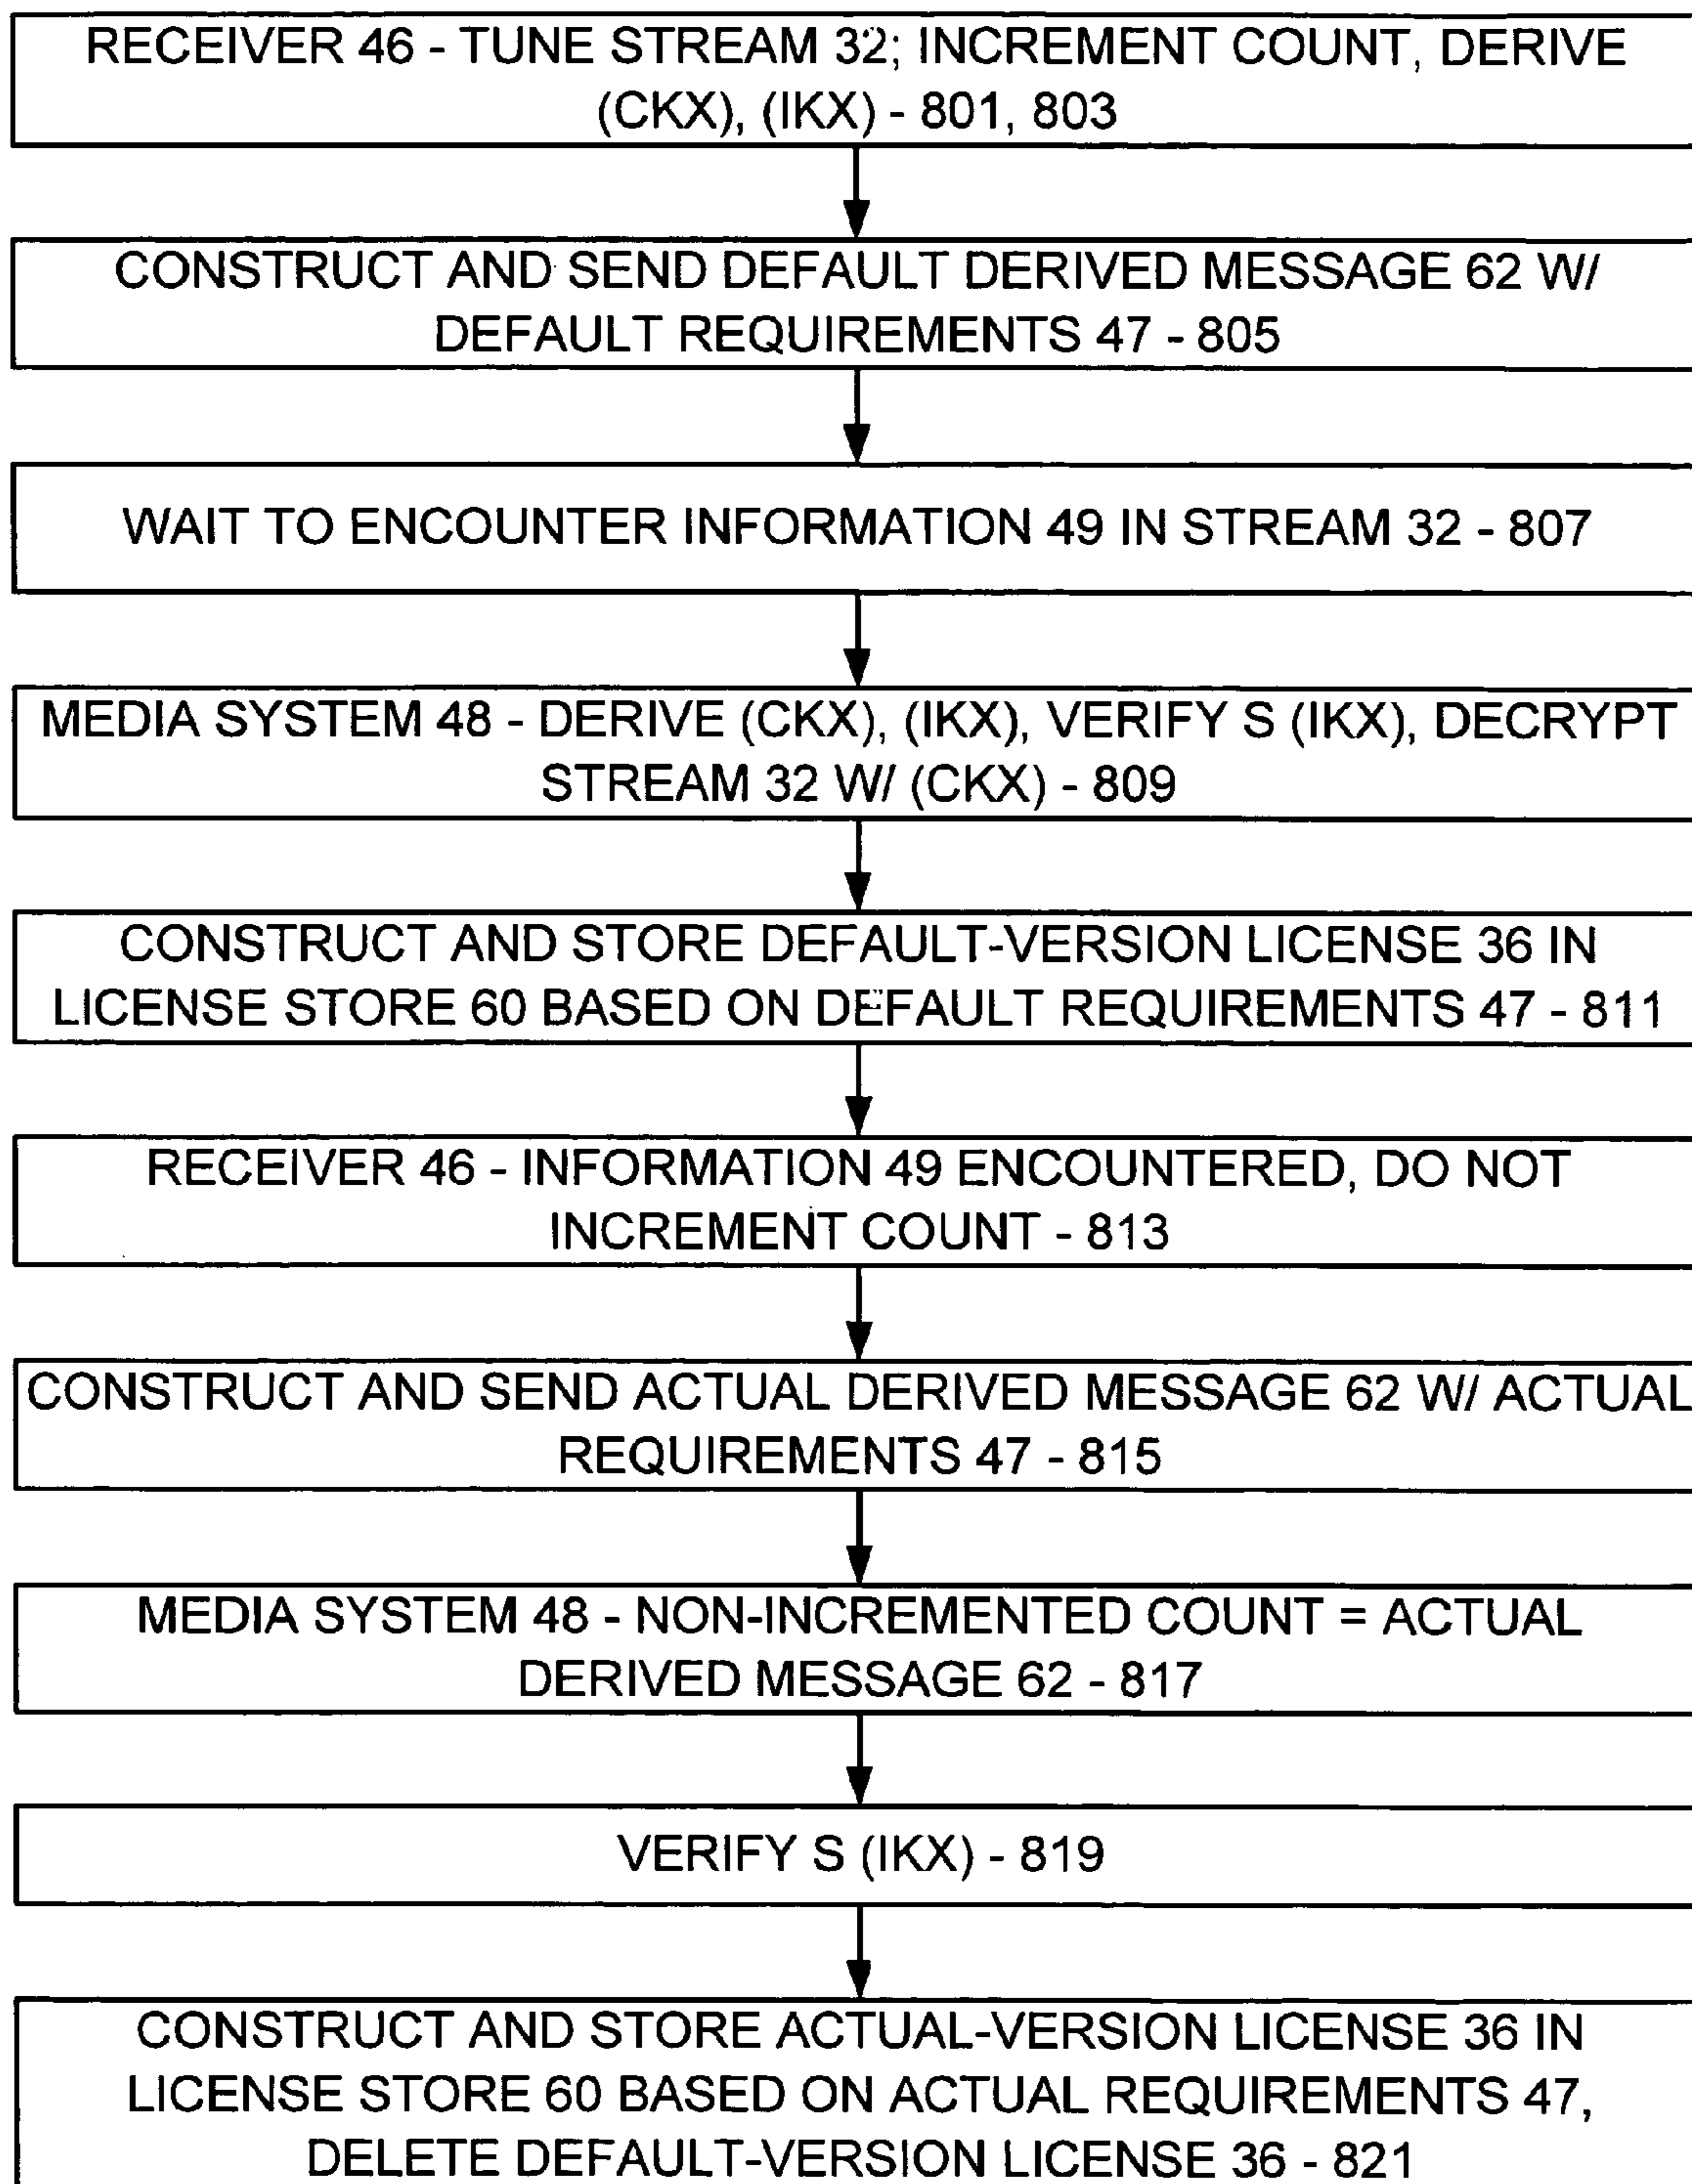 RECEIVER 46 - TUNE STREAM 32; INCREMENT COUNT, DERIVE
(CKX), (IKX) - 801, 803
CONSTRUCT AND SEND DEFAULT DERIVED MESSAGE 62 W/
DEFAULT REQUIREMENTS 47 - 805
WAIT TO ENCOUNTER INFORMATION 49 IN STREAM 32 - 807
MEDIA SYSTEM 48 - DERIVE (CKX), (IKX), VERIFY S (IKX), DECRYPT
STREAM 32 W/ (CKX) - 809
CONSTRUCT AND STORE DEFAULT-VERSION LICENSE 36 IN
LICENSE STORE 60 BASED ON DEFAULT REQUIREMENTS 47 - 811
RECEIVER 46 - INFORMATION 49 ENCOUNTERED, DO NOT
INCREMENT COUNT - 813
CONSTRUCT AND SEND ACTUAL DERIVED MESSAGE 62 W/ ACTUAL
REQUIREMENTS 47 - 815
MEDIA SYSTEM 48 - NON-INCREMENTED COUNT = ACTUAL
DERIVED MESSAGE 62 - 817
VERIFY S (IKX) - 819
CONSTRUCT AND STORE ACTUAL-VERSION LICENSE 36 IN
LICENSE STORE 60 BASED ON ACTUAL REQUIREMENTS 47,
DELETE DEFAULT-VERSION LICENSE 36 - 821